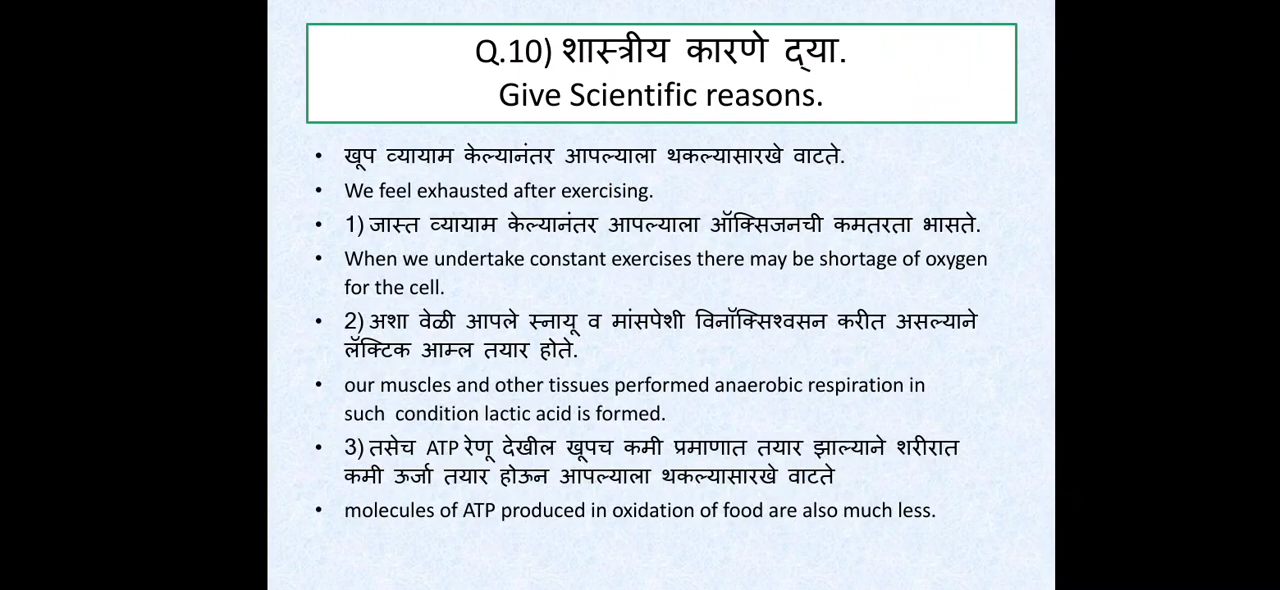 Q.10) शास्त्रीय कारणे द्‌या.
Give Scientific reasons.
• खूप व्यायाम केल्यानंतर आपल्याला थकल्यासारखे वाटते.
• We feel exhausted after exercising.
• 1) जास्त व्यायाम केल्यानंतर आपल्याला ऑक्सिजनची कमतरता भासते.
• When we undertake constant exercises there may be shortage of oxygen
for the cell.
• 2) अशा वेळी आपले स्नायू व मांसपेशी विनॉक्सिश्वसन करीत असल्याने
लॅक्टिक आम्ल तयार होते.
• our muscles and other tissues performed anaerobic respiration in
such condition lactic acid is formed.
• 3) तसेच ATP रेणू देखील खूपच कमी प्रमाणात तयार झाल्याने शरीरात
कमी ऊर्जा तयार होऊन आपल्याला थकल्यासारखे वाटते
• molecules of ATP produced in oxidation of food are also much less.